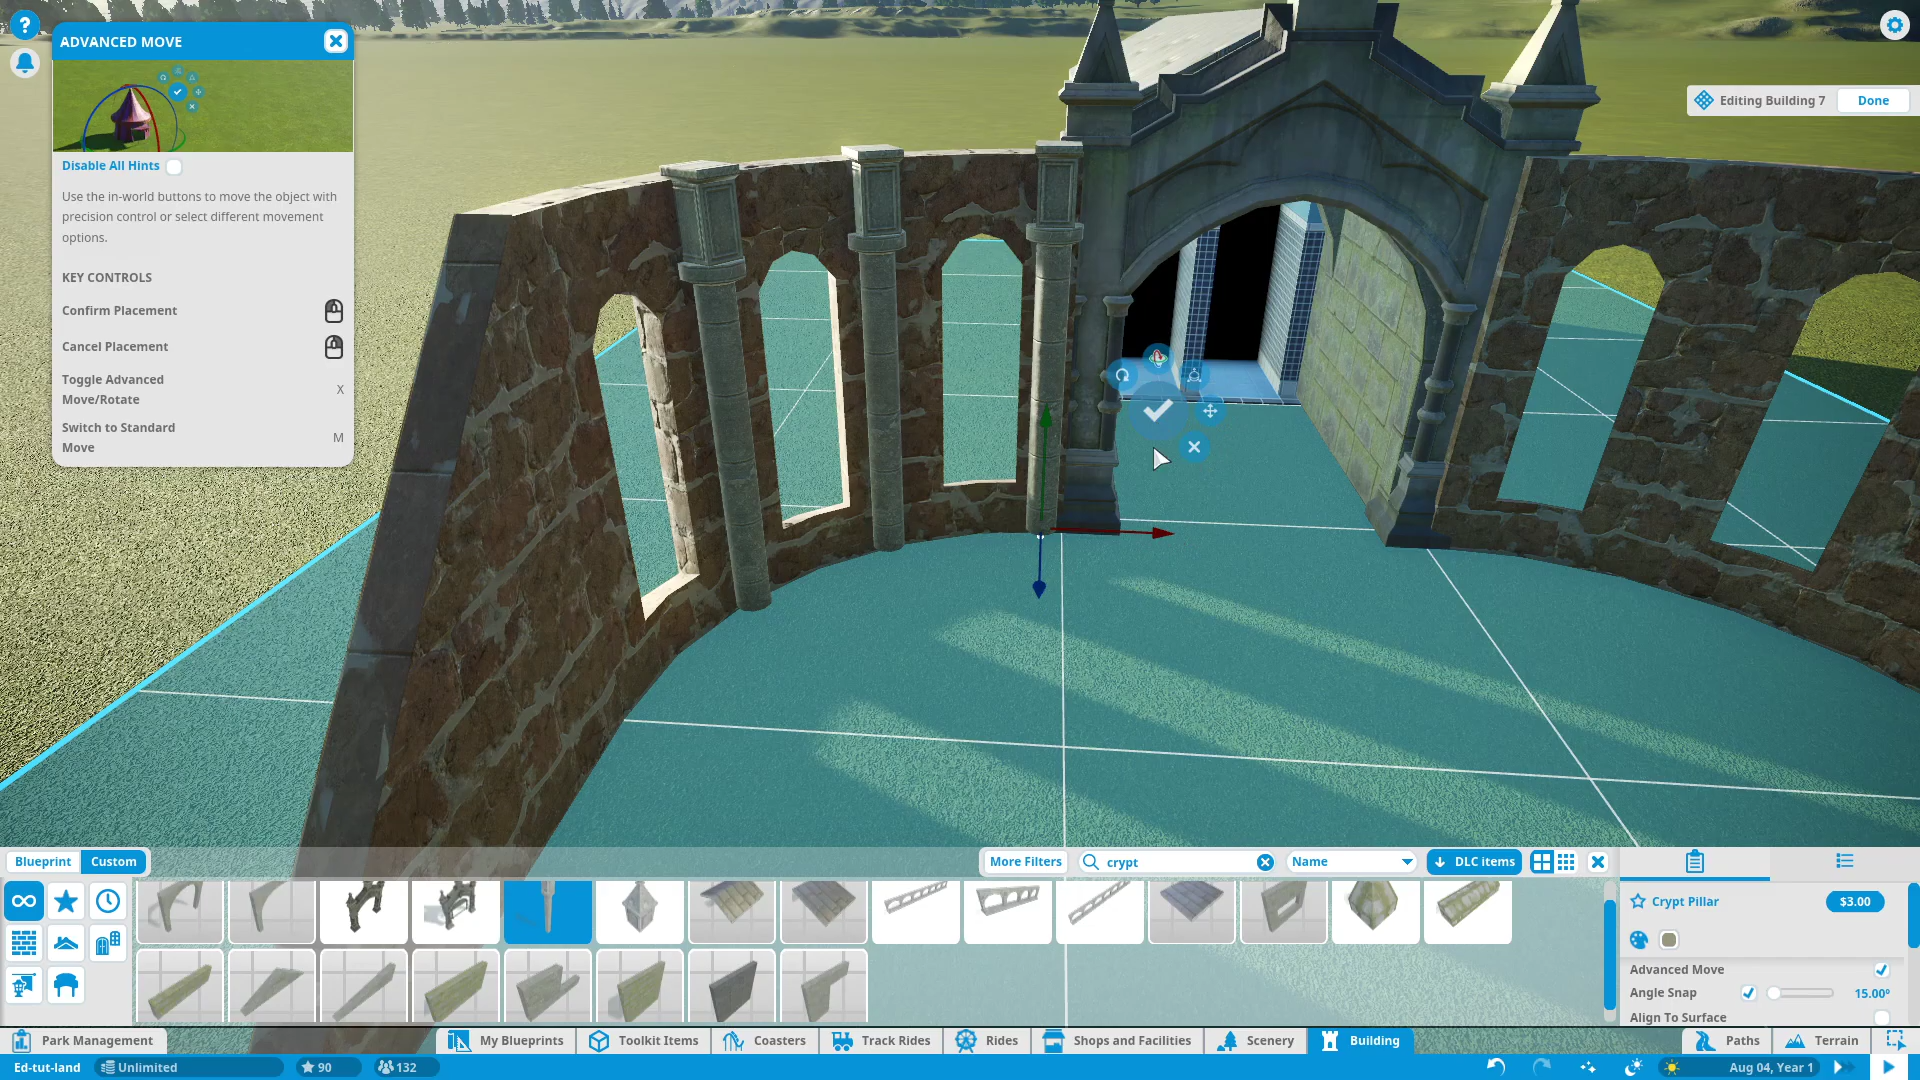 ADVANCED MOVE
Disable All Hints
Use the in-world buttons to move the object with
precision control or select different movement
options.
KEY CONTROLS
Confirm Placement
Cancel Placement
Toggle Advanced
Move/Rotate
X
Switch to Standard
Move
M
Editing Building 7
Done
Blueprint
Custom
More Filters
crypt
Name
DLC items
Crypt Pillar
$3.00
Advanced Move
Angle Snap
15.00°
Align To Surface
Park Management
My Blueprints
Toolkit Items
Coasters
Track Rides
Rides
Shops and Facilities
Scenery
Building
Paths
Terrain
Ed-tut-land
Unlimited
90
132
Aug 04, Year 1